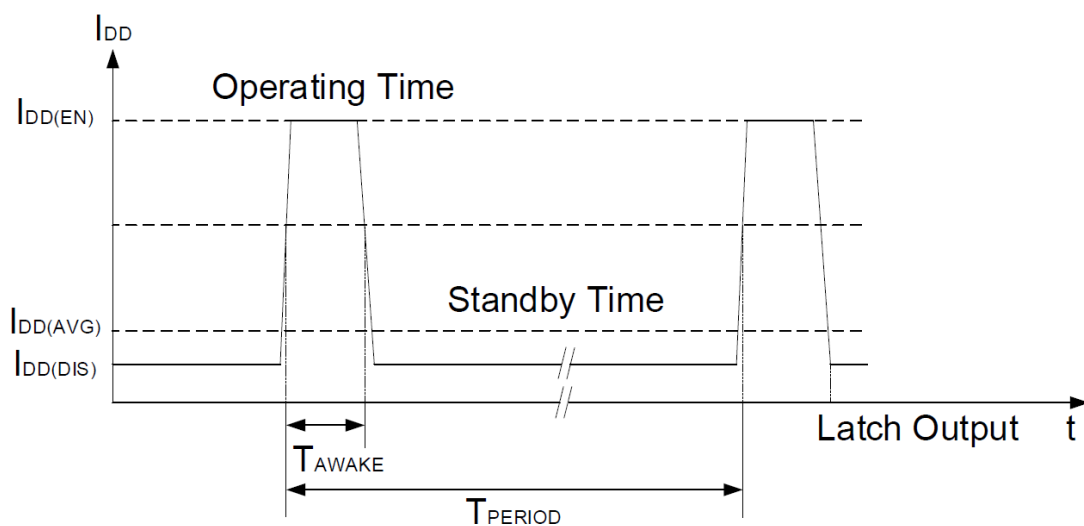 IDD
Operating Time
IDD(EN)
Standby Time
IDD(AVG)
IDD(DIS)
Latch Output t
TAWAKE
TPERIOD